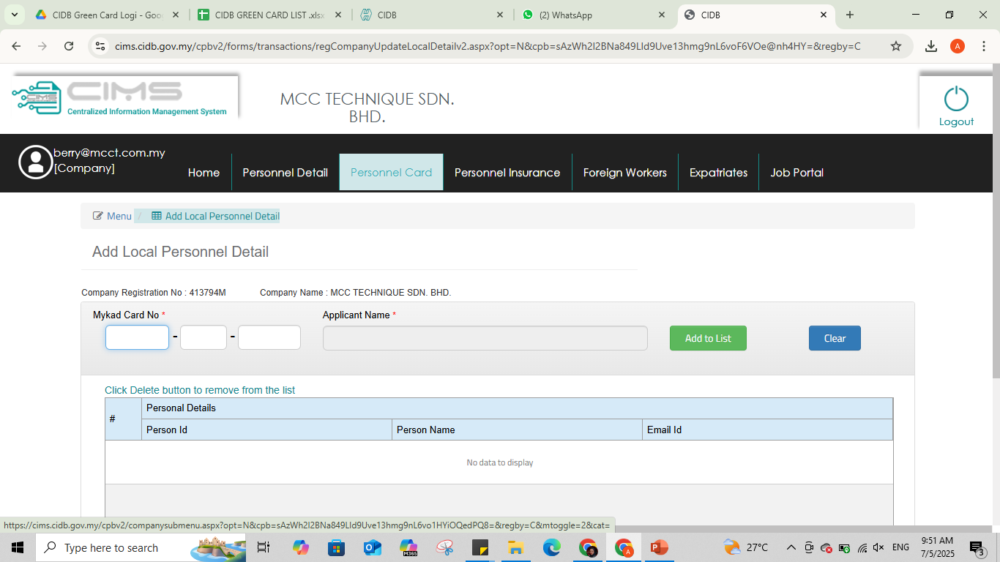 CIDB Green Card Logi - Goo
CIDB GREEN CARD LIST .xlsx
CIDB
(2) WhatsApp
CIDB
cims.cidb.gov.my/cpbv2/forms/transactions/regCompanyUpdateLocalDetailv2.aspx?opt=N&cpb=sAzWh2I2BNa849LId9Uve13hmg9nL6voF6VOe@nh4HY=&regby=C
A
CIMS
CIMS
Centralized Information Management System
MCC TECHNIQUE SDN.
BHD.
Logout
berry@mcct.com.my
[Company]
Home
Personnel Detail
Personnel Card
Personnel Insurance
Foreign Workers
Expatriates
Job Portal
Menu / Add Local Personnel Detail
Add Local Personnel Detail
Company Registration No : 413794M
Company Name : MCC TECHNIQUE SDN. BHD.
Mykad Card No *
Applicant Name *
- -
Add to List
Clear
Click Delete button to remove from the list
#
Personal Details
Person Id
Person Name
Email Id
No data to display
https://cims.cidb.gov.my/cpbv2/companysubmenu.aspx?opt=N&cpb=sAzWh2I2BNa849LId9Uve13hmg9nL6vo1HYiOQedPQ8=&regby=C&mtoggle=2&cat=
Type here to search
M365
A
27°C
ENG
9:51 AM
7/5/2025
3